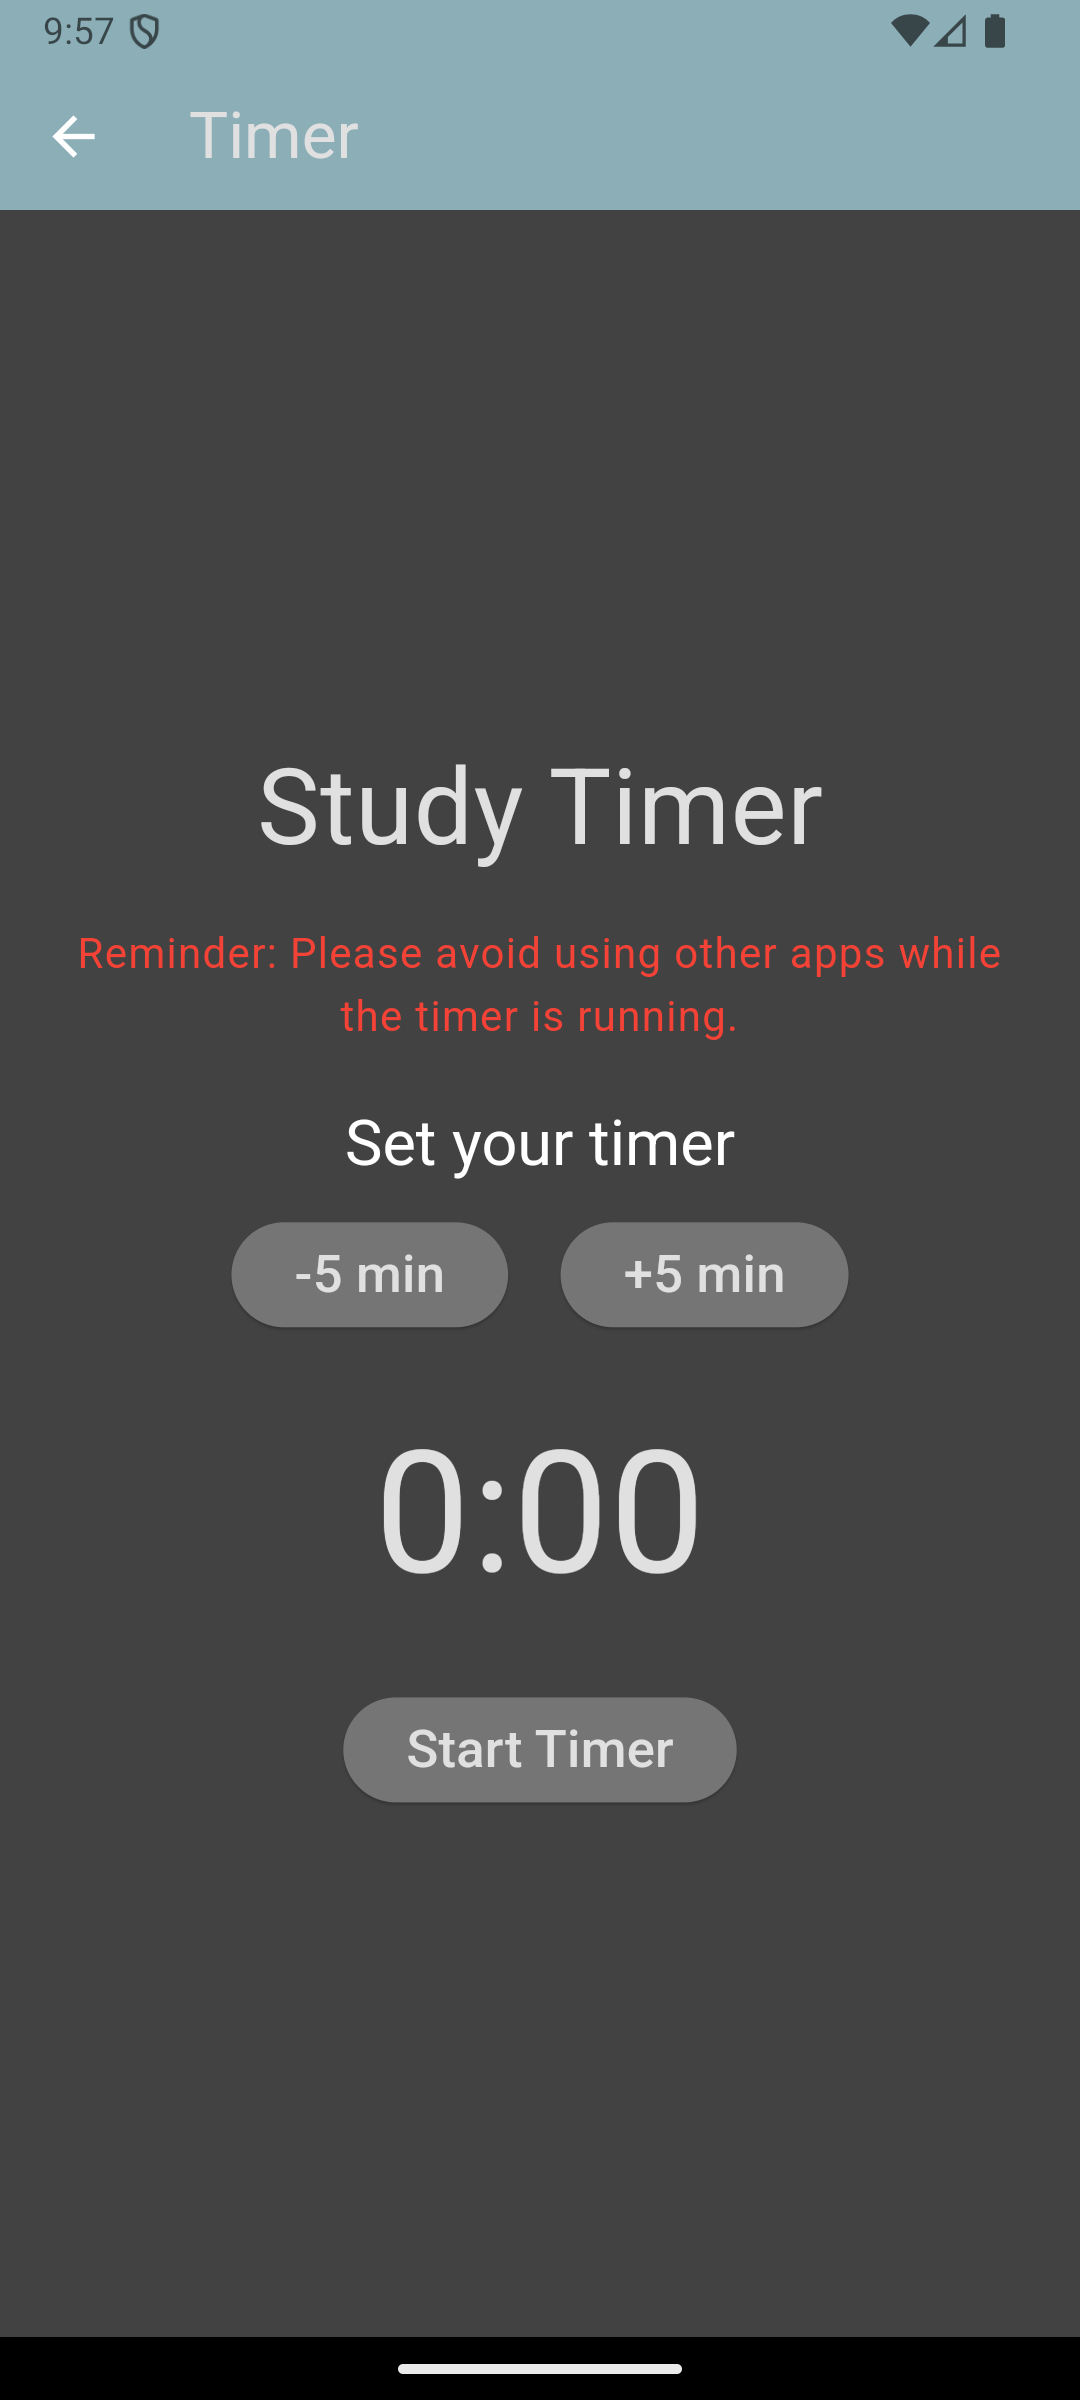 9:57
Timer
Study Timer
Reminder: Please avoid using other apps while
the timer is running.
Set your timer
-5 min
+5 min
0:00
Start Timer